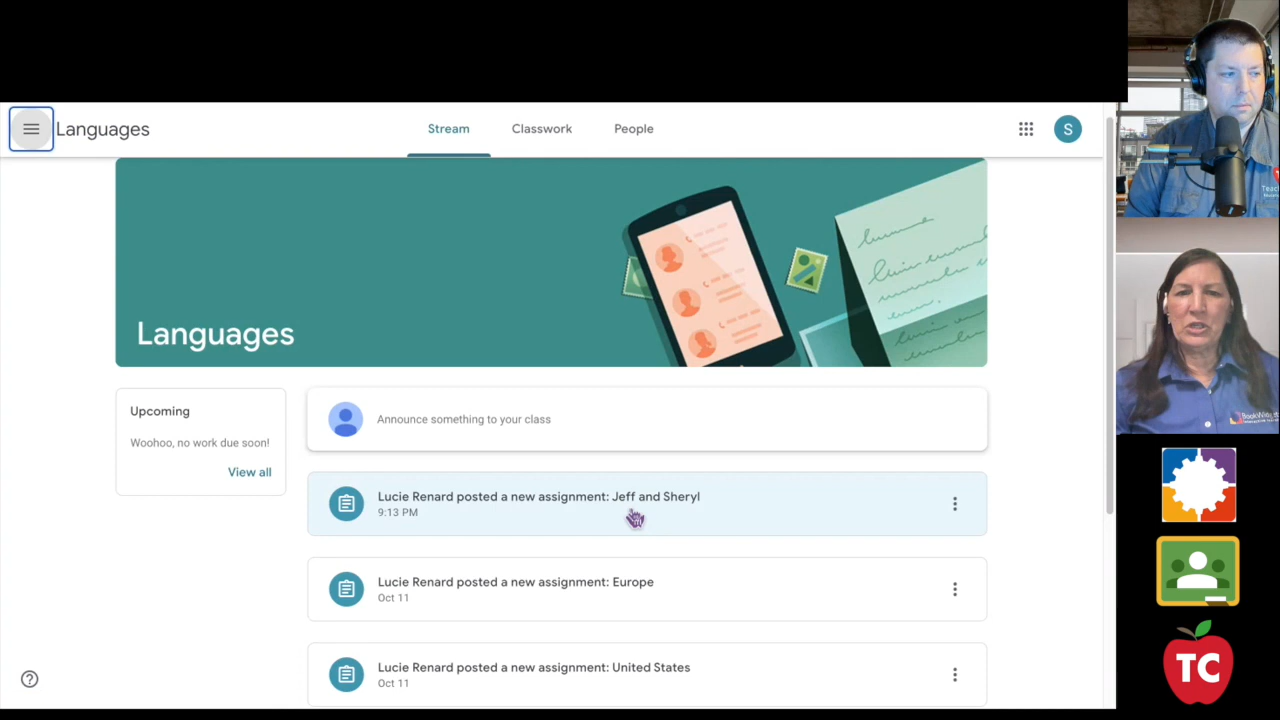 Languages
Stream
Classwork
People
S
Languages
Upcoming
Woohoo, no work due soon!
View all
Announce something to your class
Lucie Renard posted a new assignment: Jeff and Sheryl
9:13 PM
Lucie Renard posted a new assignment: Europe
Oct 11
Lucie Renard posted a new assignment: United States
Oct 11
TC